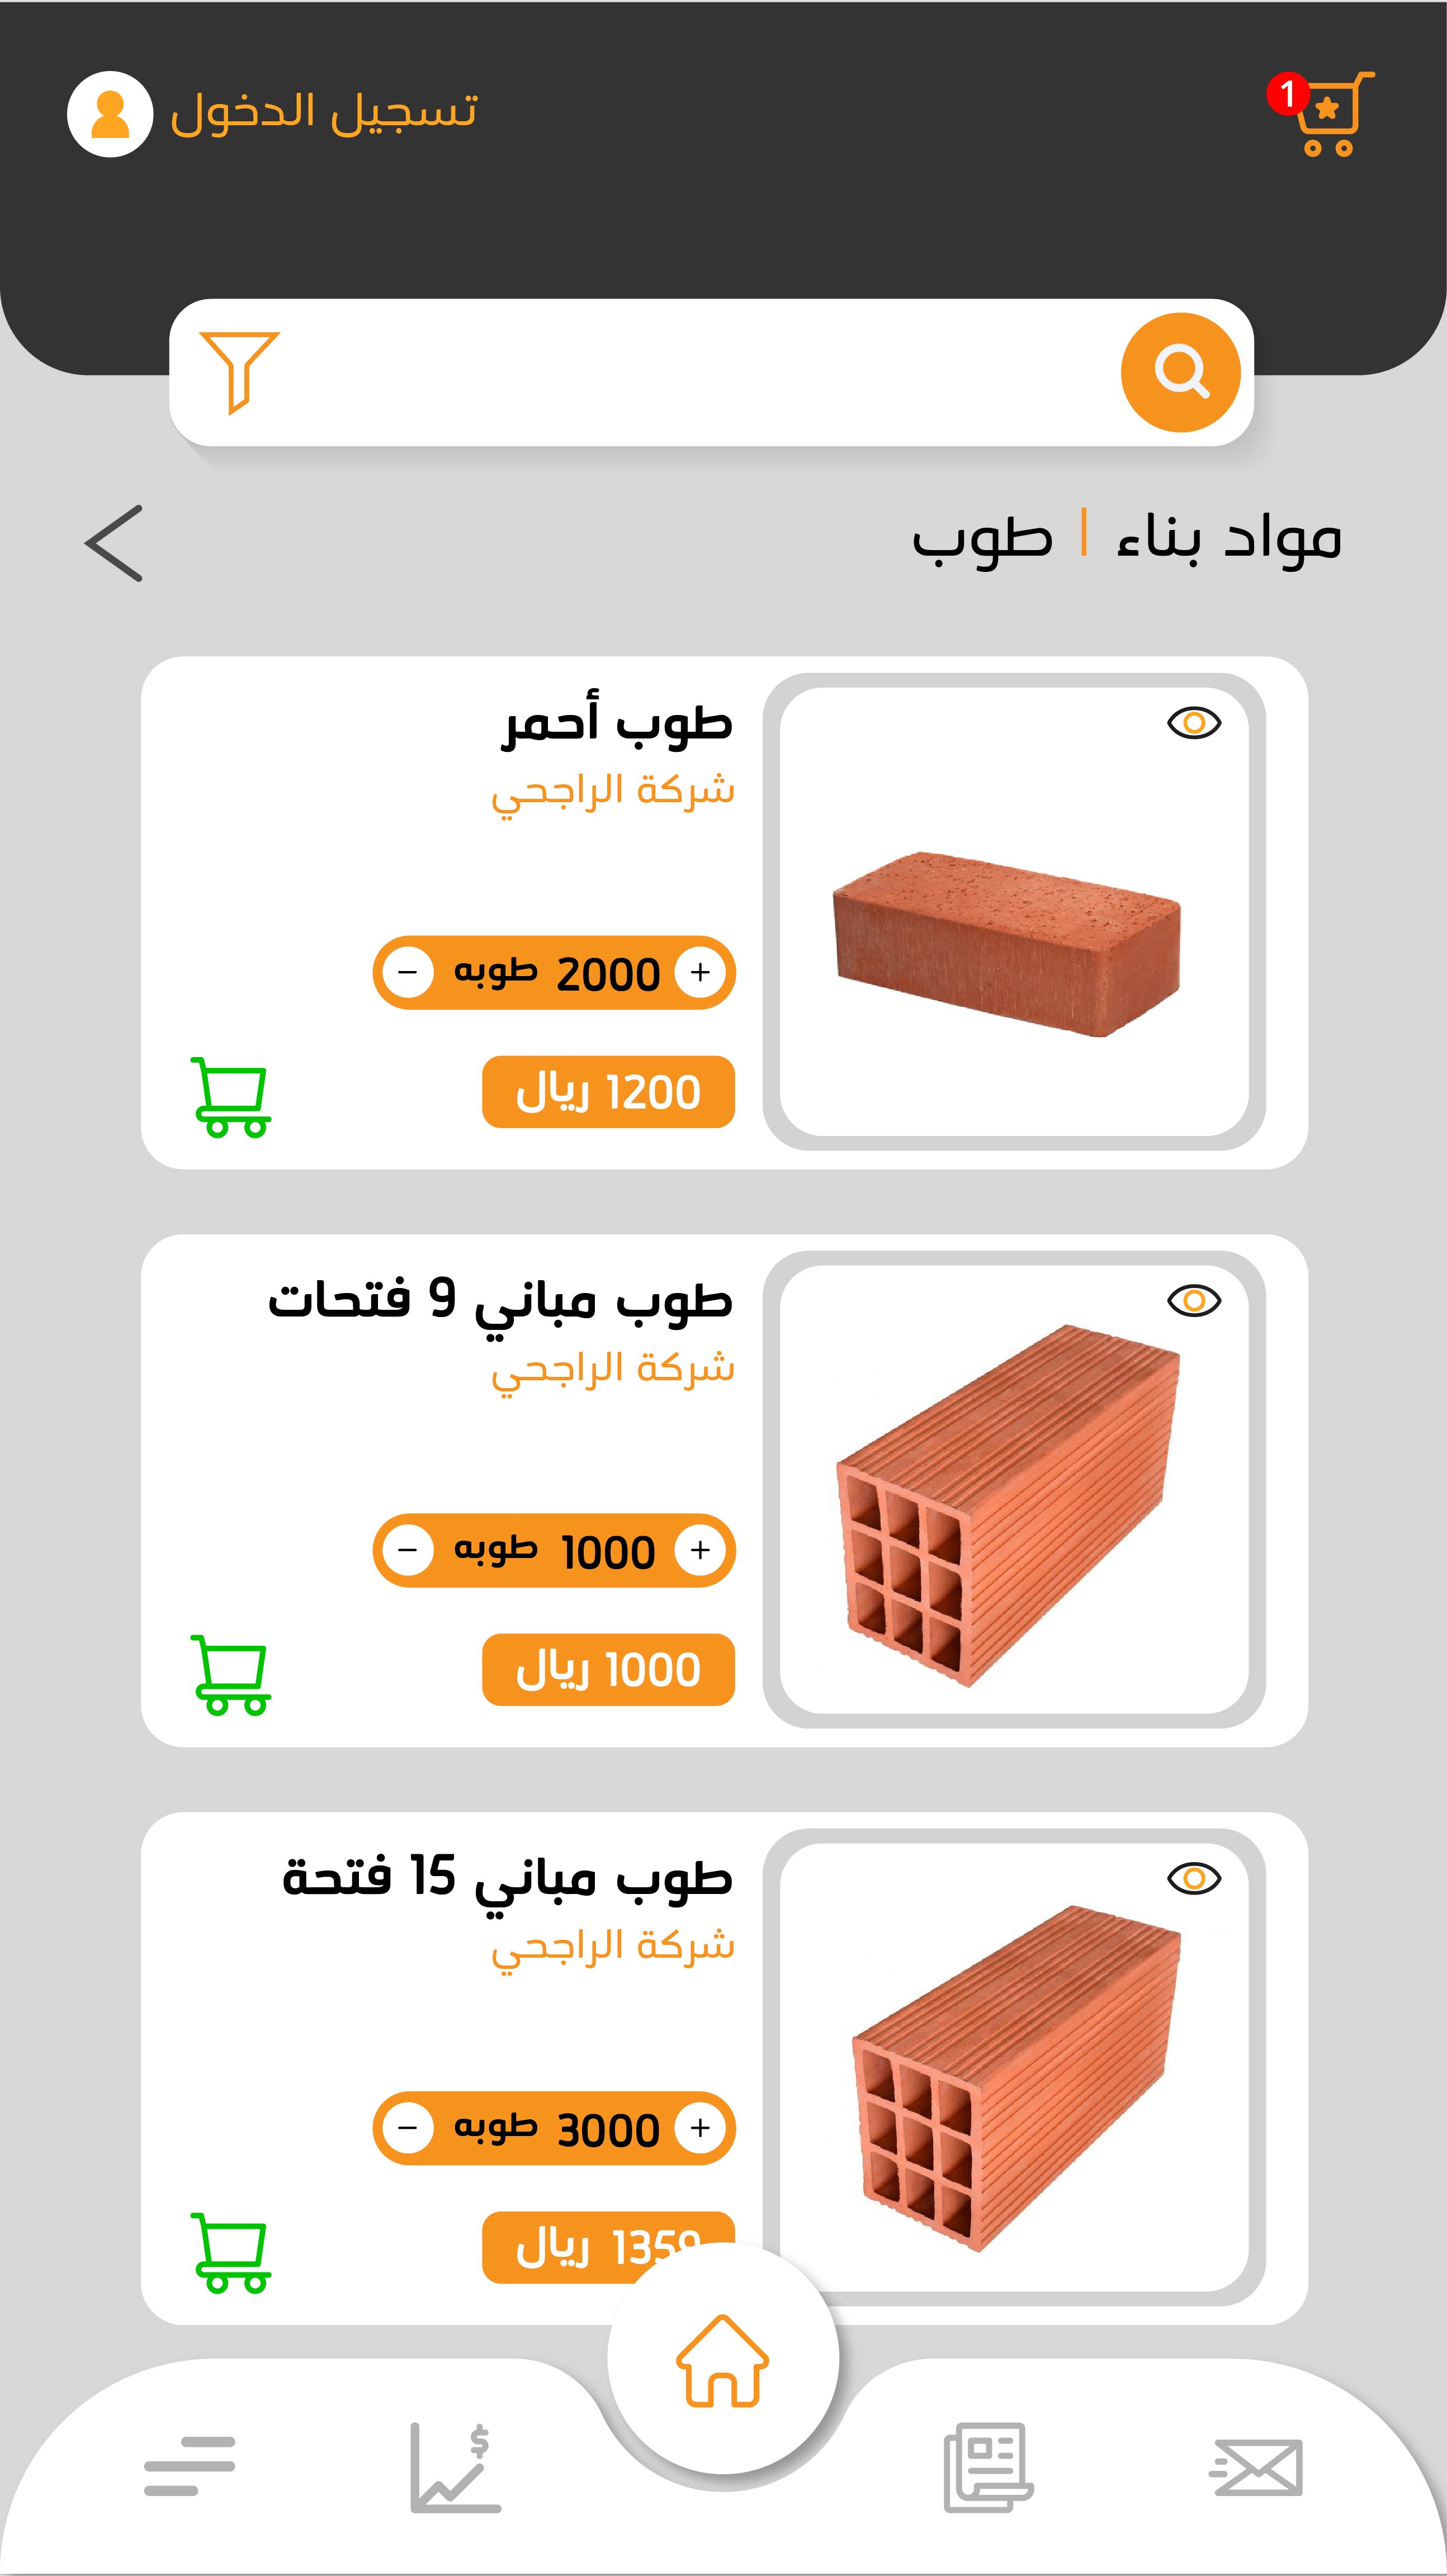 1
تسجيل الدخول
مواد بناء | طوب
طوب أحمر
شركة الراجحي
+ 2000 طوبه -
1200 ريال
طوب مباني 9 فتحات
شركة الراجحي
+ 1000 طوبه -
1000 ريال
طوب مباني 15 فتحة
شركة الراجحي
+ 3000 طوبه -
1359 ريال
$